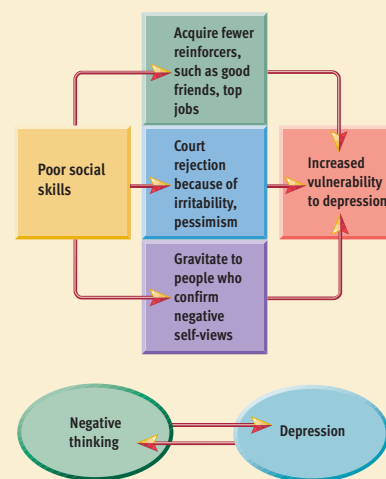 Acquire fewer
reinforcers,
such as good
friends, top
jobs
Poor social
skills
Court
rejection
because of
irritability,
pessimism
Increased
vulnerability
to depression
Gravitate to
people who
confirm
negative
self-views
Negative
thinking
Depression